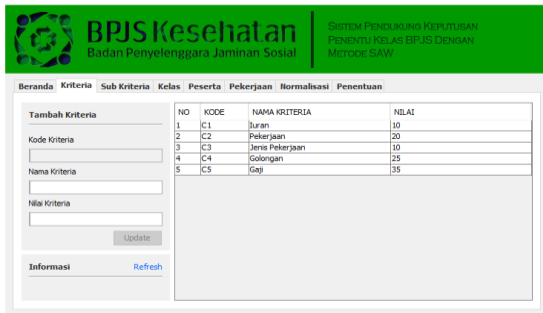 BPJS Kesehatan
Badan Penyelenggara Jaminan Sosial
SISTEM PENDUKUNG KEPUTUSAN
PENENTU KELAS BPJS DENGAN
METODE SAW
Beranda Kriteria Sub Kriteria Kelas Peserta Pekerjaan Normalisasi Penentuan
Tambah Kriteria
Kode Kriteria
Nama Kriteria
Nilai Kriteria
Update
Informasi Refresh
NO KODE NAMA KRITERIA NILAI
1 C1 Iuran 10
2 C2 Pekerjaan 20
3 C3 Jenis Pekerjaan 10
4 C4 Golongan 25
5 C5 Gaji 35